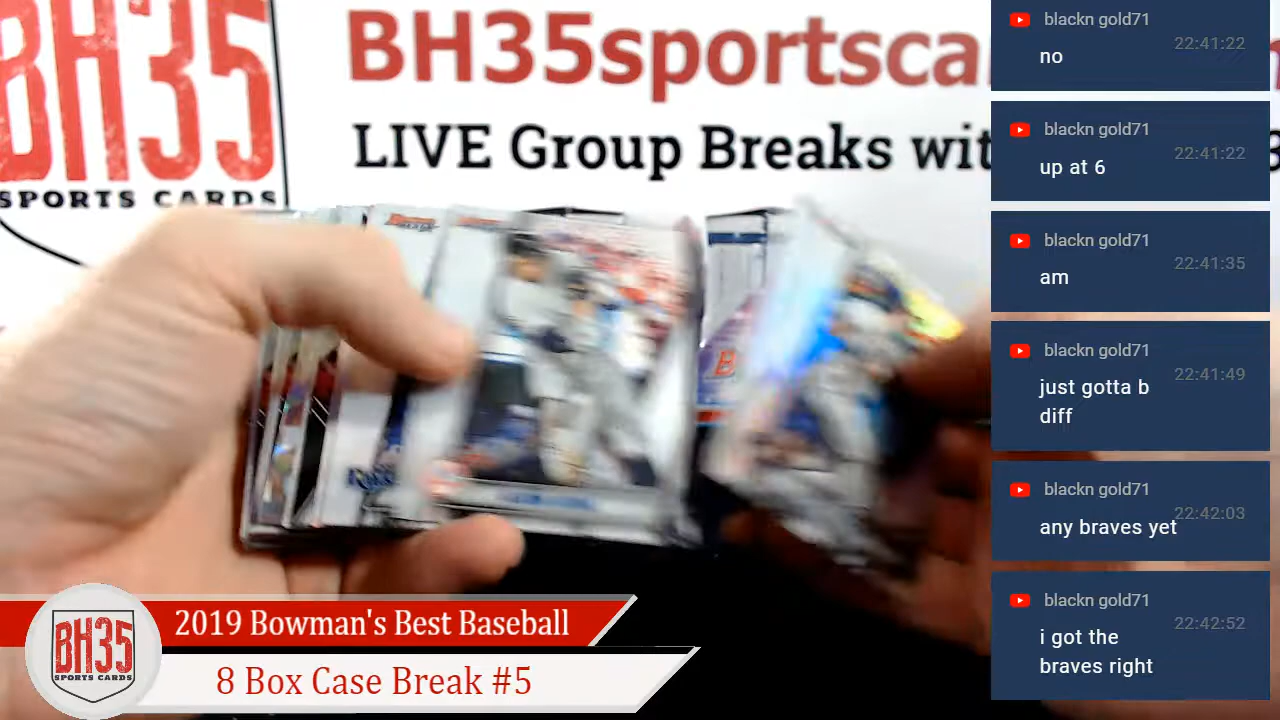 BH35
SPORTS CARDS
BH35sportsca
LIVE Group Breaks wit
blackn gold71
22:41:22
no
blackn gold71
22:41:22
up at 6
blackn gold71
22:41:35
am
blackn gold71
22:41:49
just gotta b
diff
blackn gold71
22:42:03
any braves yet
blackn gold71
22:42:52
i got the
braves right
2019 Bowman's Best Baseball
8 Box Case Break #5
BH35
SPORTS CARDS